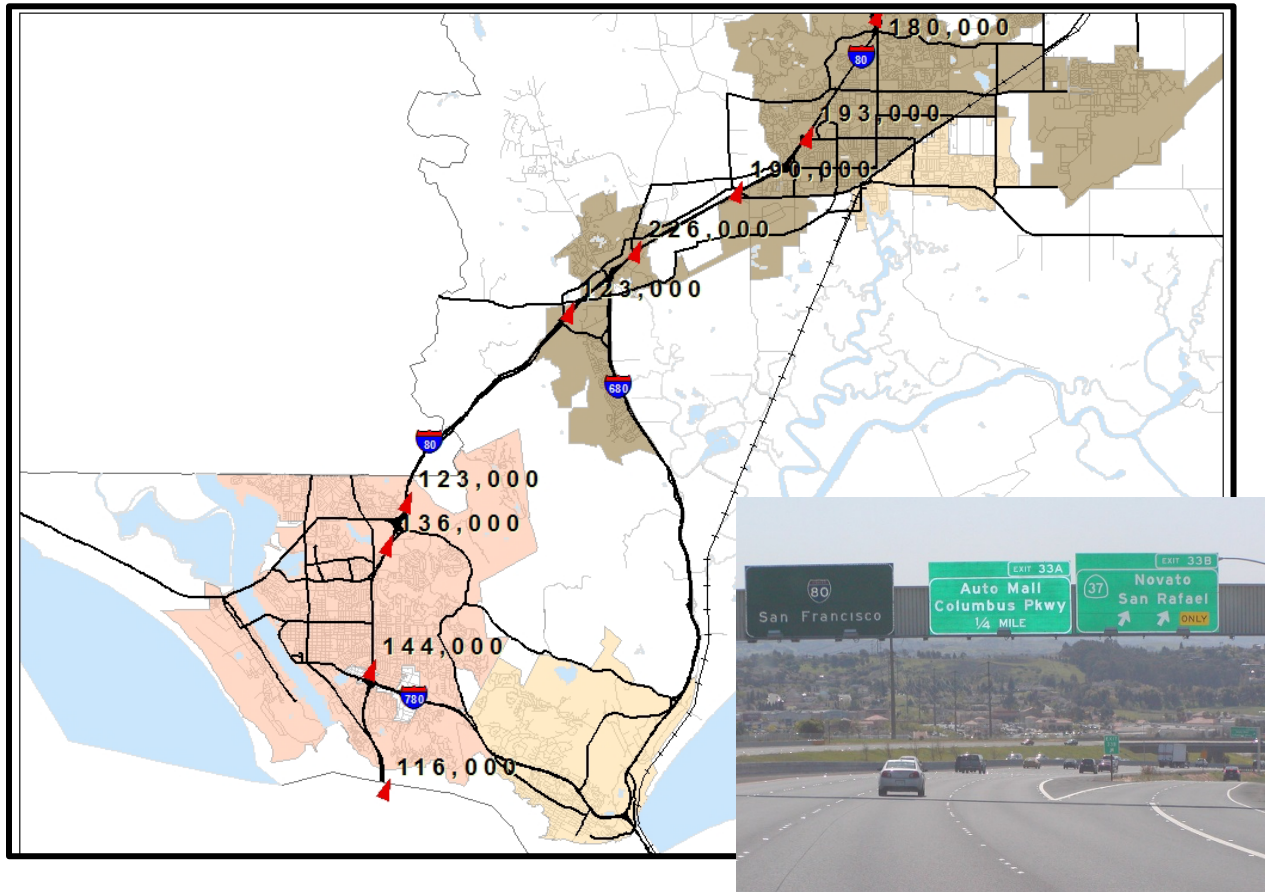 180,000
80
193,000
190,000
226,000
123,000
680
80
123,000
136,000
144,000
780
116,000
EXIT 33A
EXIT 33B
80
San Francisco
Auto Mall
Columbus Pkwy
1/4 MILE
37
Novato
San Rafael
ONLY